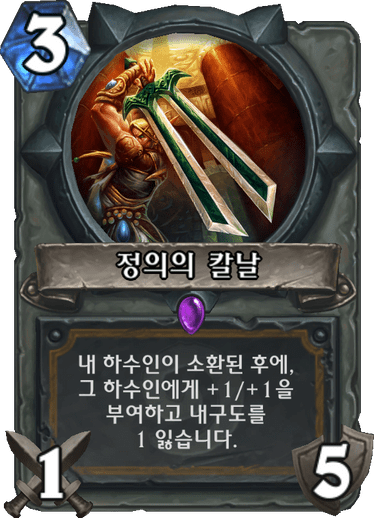 3
정의의 칼날
내 하수인이 소환된 후에,
그 하수인에게 +1/+1을
부여하고 내구도를
1 잃습니다.
1
5